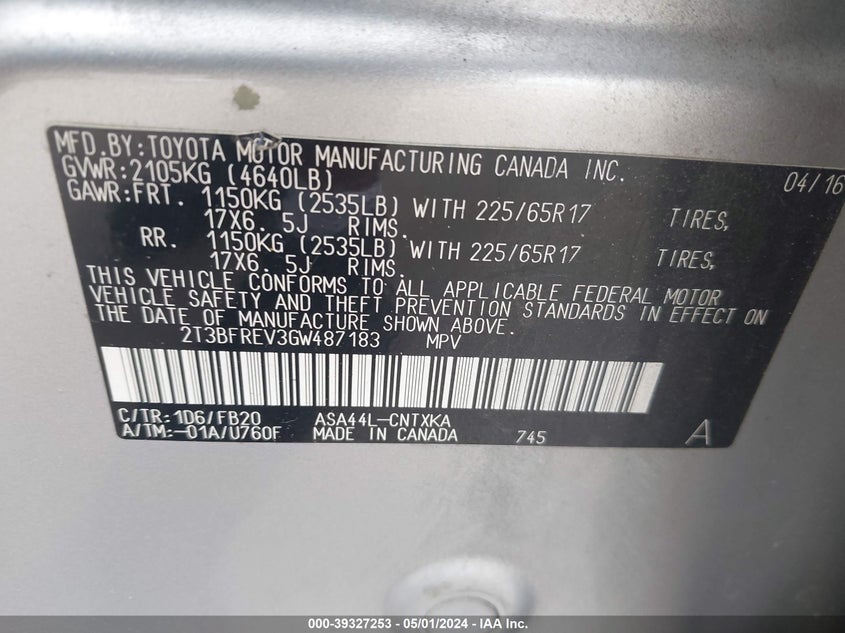 MFD.BY:TOYOTA MOTOR MANUFACTURING CANADA INC. 04/16
GVWR:2105KG (4640LB)
GAWR:FRT. 1150KG (2535LB) WITH 225/65R17 TIRES,
17X6. 5J RIMS.
RR. 1150KG (2535LB) WITH 225/65R17 TIRES,
17X6. 5J RIMS.
THIS VEHICLE CONFORMS TO ALL APPLICABLE FEDERAL MOTOR
VEHICLE SAFETY AND THEFT PREVENTION STANDARDS IN EFFECT ON
THE DATE OF MANUFACTURE SHOWN ABOVE.
2T3BFREV3GW487183 MPV
C/TR:1D6/FB20 ASA44L-CNTXKA
A/TM:-01A/U760F MADE IN CANADA 745 A
000-39327253 - 05/01/2024 - IAA Inc.